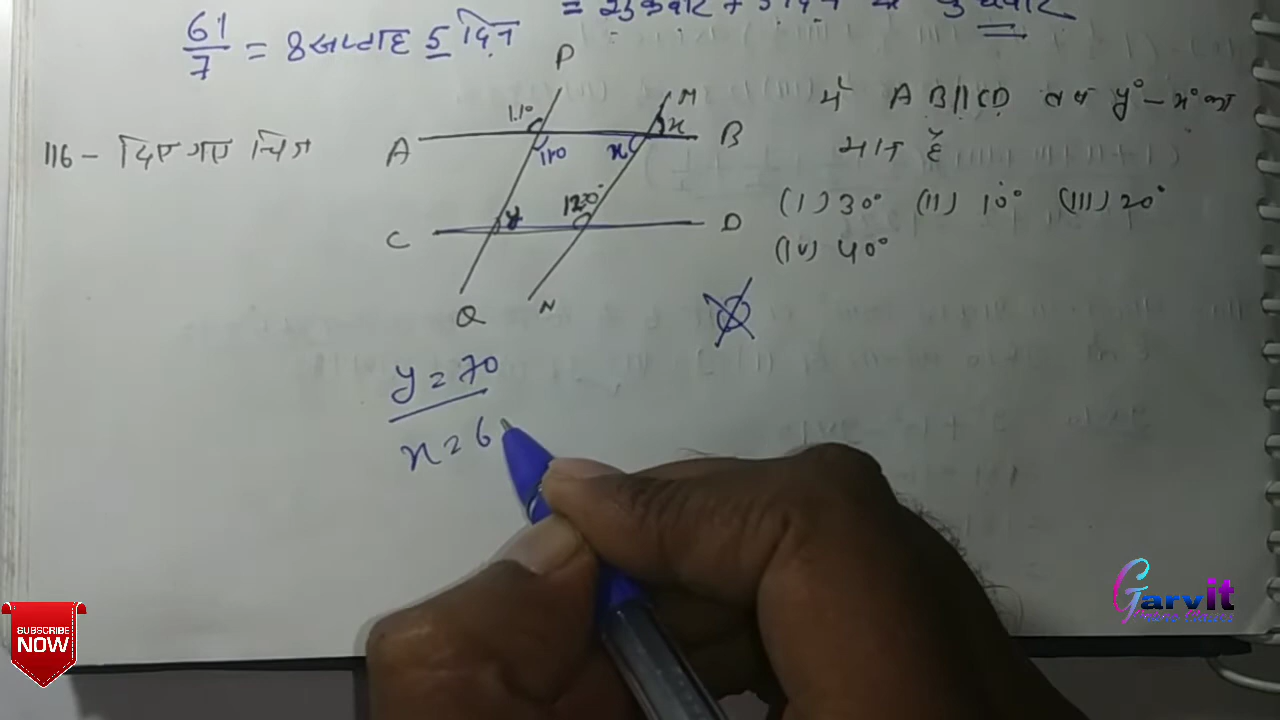 61/7 = 8 सप्ताह 5 दिन
116- दिए गए चित्र में AB||CD तब y°-x° का
मान है
(I) 30° (II) 10° (III) 20°
(IV) 40°
P
M
110
x
A
B
110
x
120°
y
C
D
Q
N
y = 70
x = 6
SUBSCRIBE
NOW
Garvit